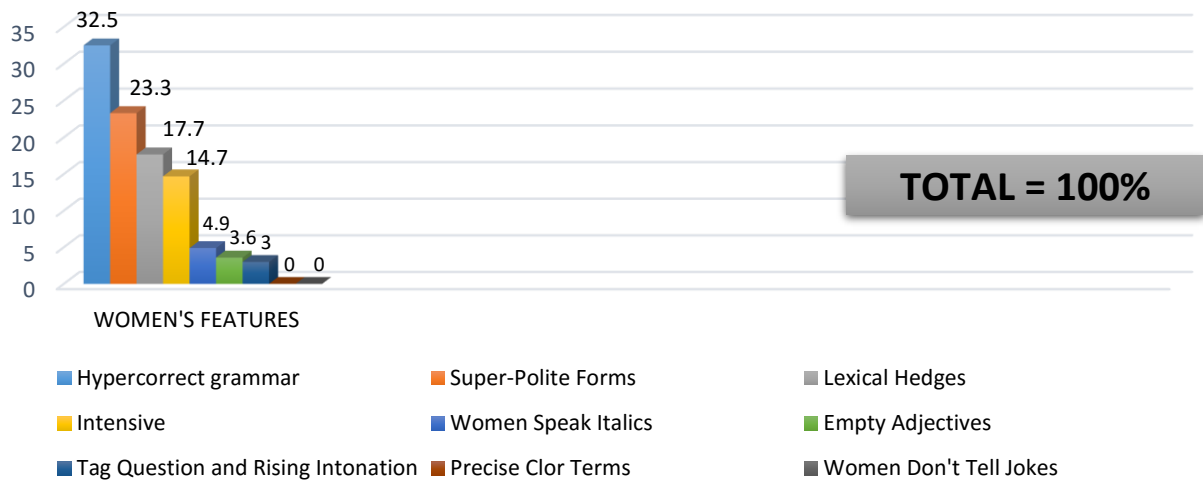 35
30
25
20
15
10
5
0
32.5
23.3
17.7
14.7
4.9
3.6
3
0
0
TOTAL = 100%
WOMEN'S FEATURES
Hypercorrect grammar
Super-Polite Forms
Lexical Hedges
Intensive
Women Speak Italics
Empty Adjectives
Tag Question and Rising Intonation
Precise Clor Terms
Women Don't Tell Jokes